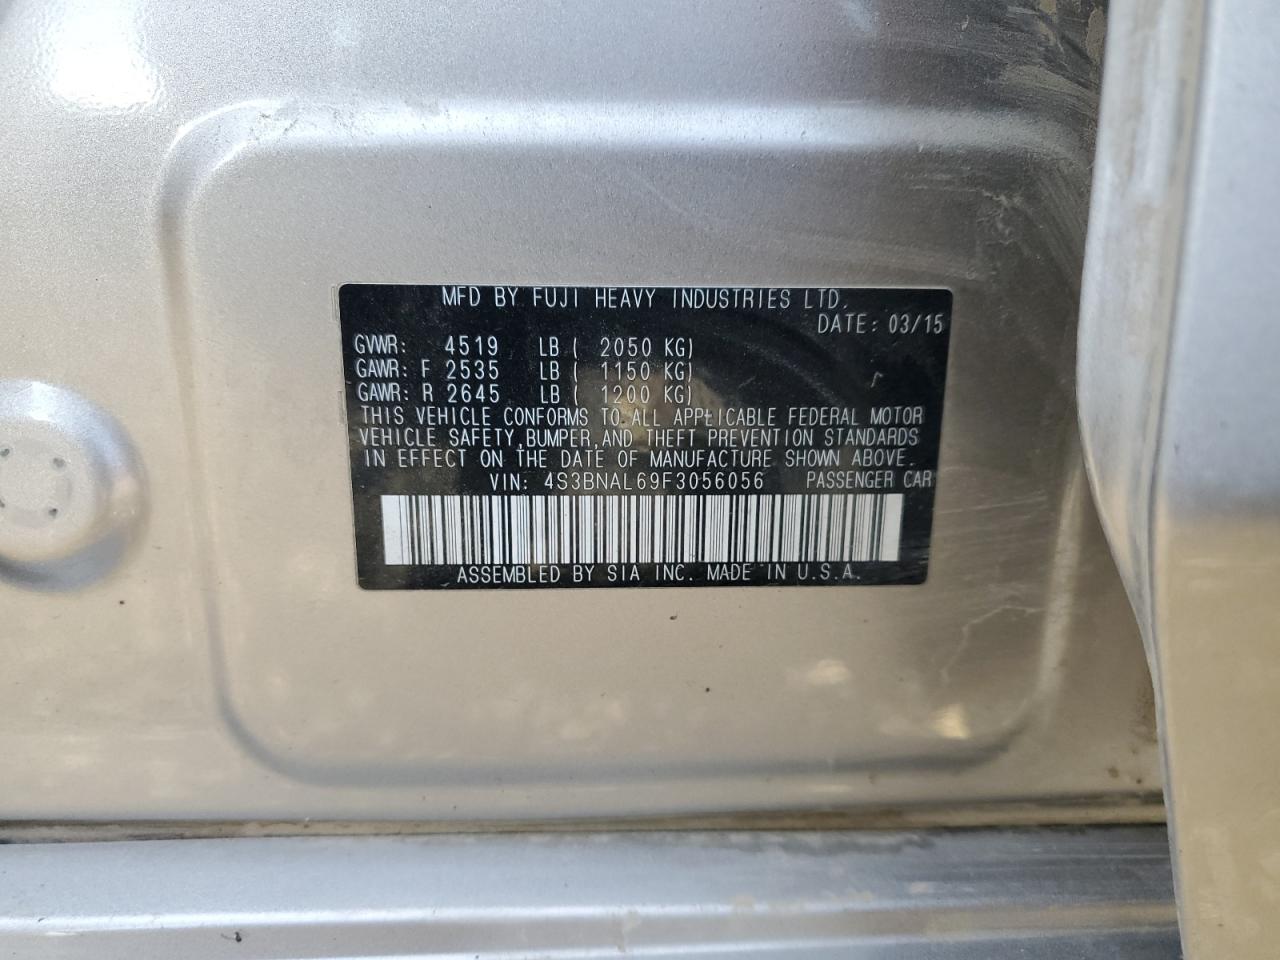 MFD BY FUJI HEAVY INDUSTRIES LTD.
DATE: 03/15
GVWR: 4519 LB ( 2050 KG)
GAWR: F 2535 LB ( 1150 KG)
GAWR: R 2645 LB ( 1200 KG)
THIS VEHICLE CONFORMS TO ALL APPLICABLE FEDERAL MOTOR
VEHICLE SAFETY,BUMPER,AND THEFT PREVENTION STANDARDS
IN EFFECT ON THE DATE OF MANUFACTURE SHOWN ABOVE.
VIN: 4S3BNAL69F3056056 PASSENGER CAR
ASSEMBLED BY SIA INC. MADE IN U.S.A.